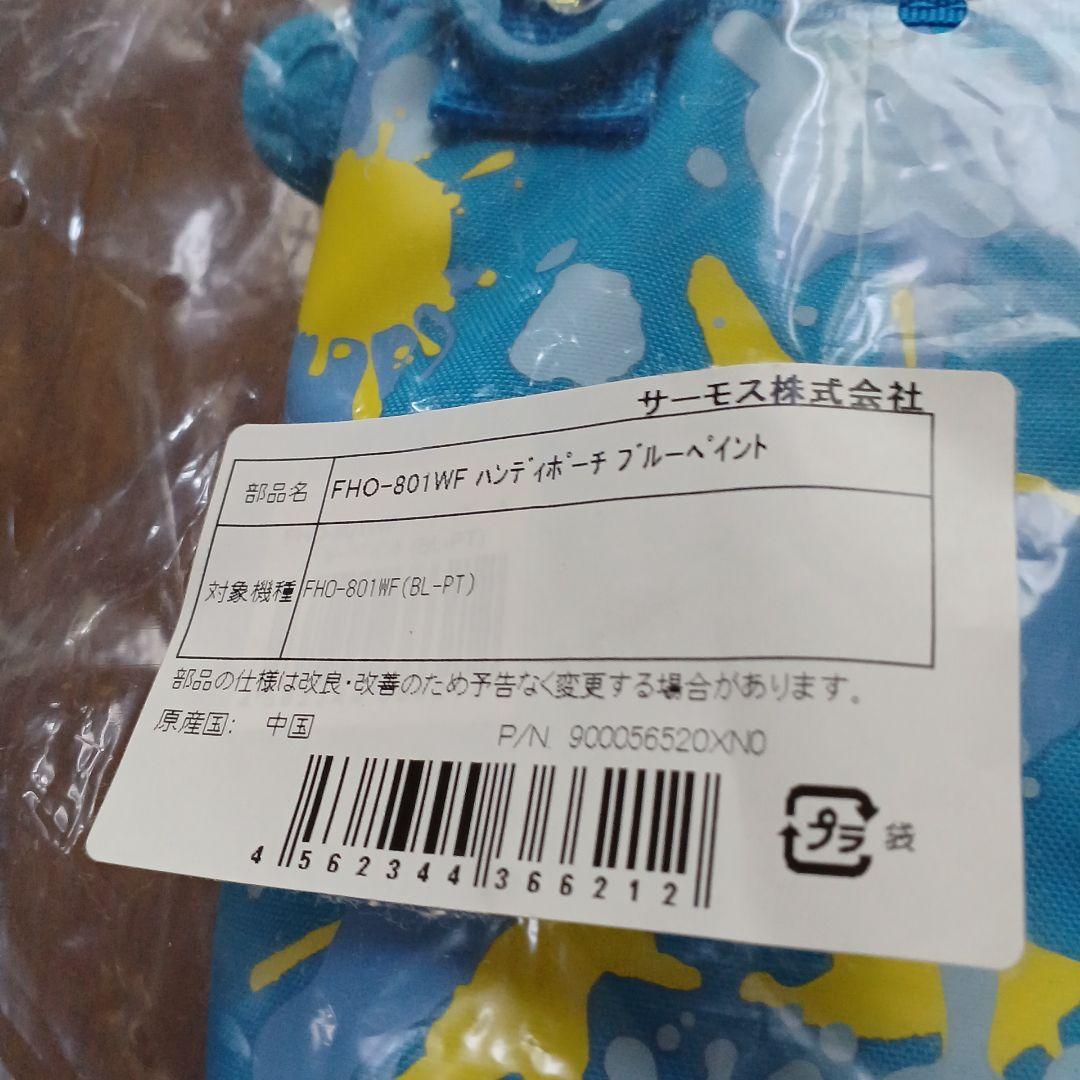 サーモス株式会社
部品名 FHO-801WF ﾊﾝﾃﾞｨﾎﾟｰﾁ ﾌﾞﾙｰﾍﾟｲﾝﾄ
対象機種 FHO-801WF(BL-PT)
部品の仕様は改良・改善のため予告なく変更する場合があります。
原産国: 中国
P/N 900056520XN0
4 562344 366212
プラ 袋